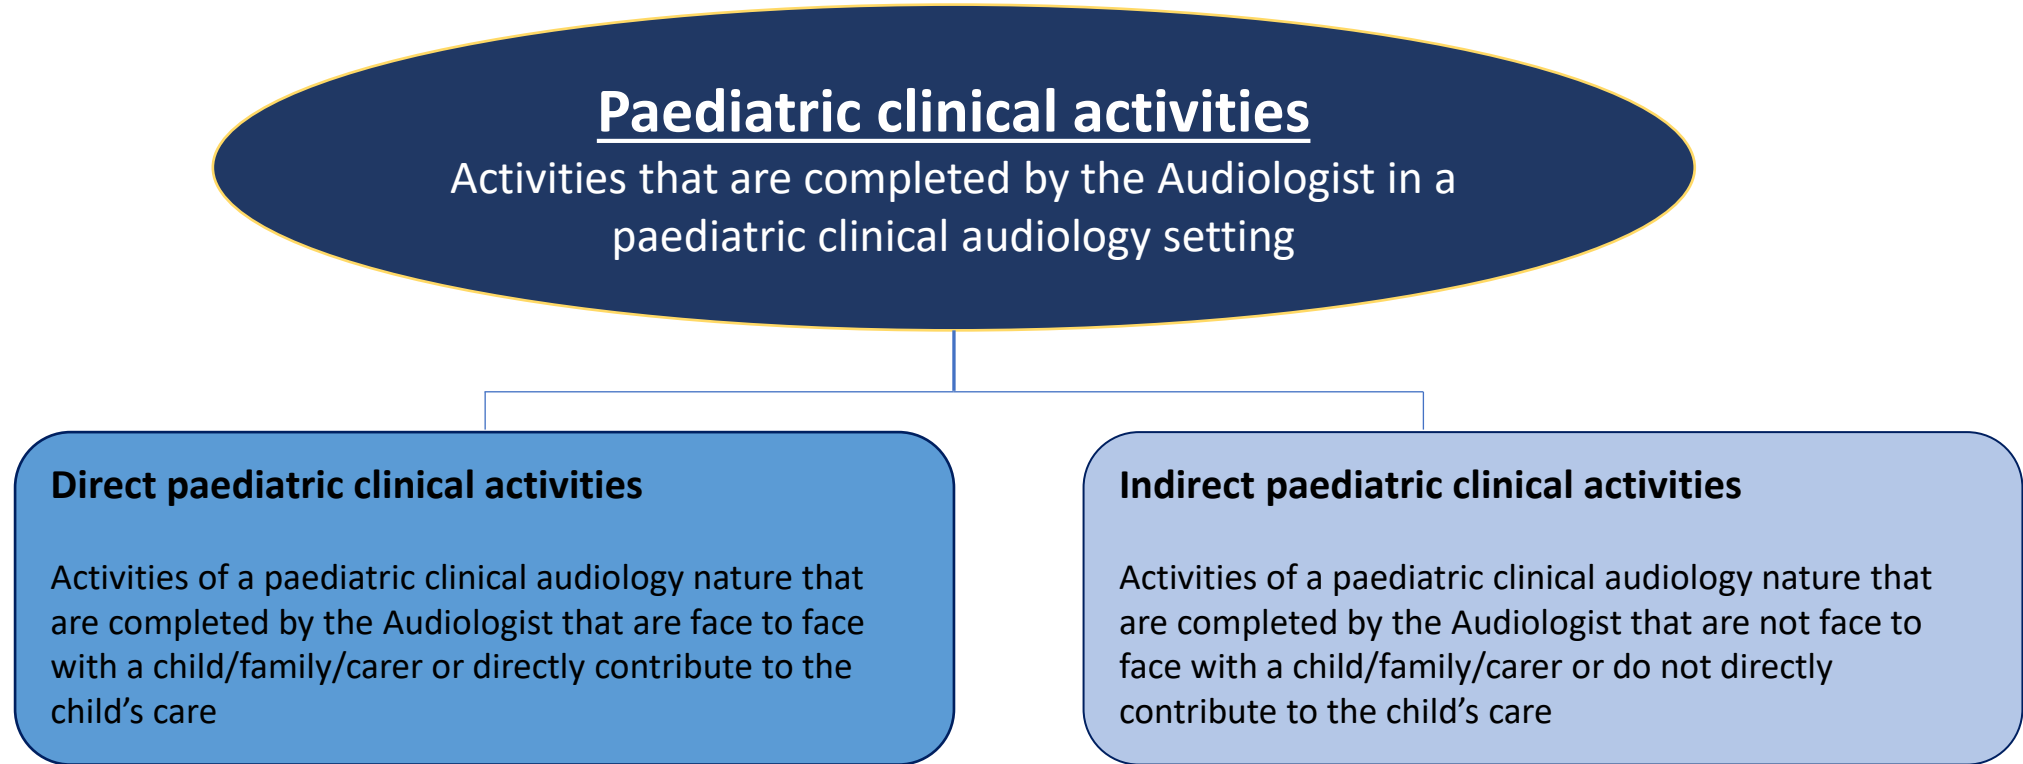 Paediatric clinical activities
Activities that are completed by the Audiologist in a
paediatric clinical audiology setting
Direct paediatric clinical activities
Activities of a paediatric clinical audiology nature that
are completed by the Audiologist that are face to face
with a child/family/carer or directly contribute to the
child’s care
Indirect paediatric clinical activities
Activities of a paediatric clinical audiology nature that
are completed by the Audiologist that are not face to
face with a child/family/carer or do not directly
contribute to the child’s care